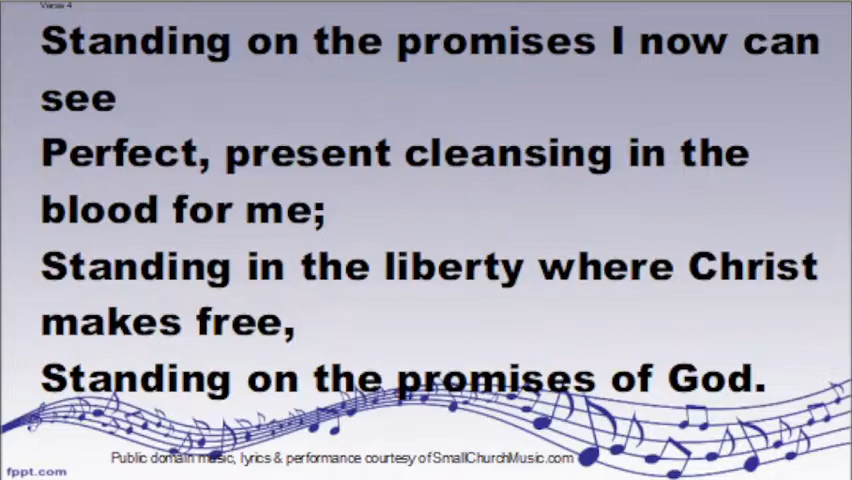 Verse 4
Standing on the promises I now can
see
Perfect, present cleansing in the
blood for me;
Standing in the liberty where Christ
makes free,
Standing on the promises of God.
Public domain music, lyrics & performance courtesy of SmallChurchMusic.com
fppt.com